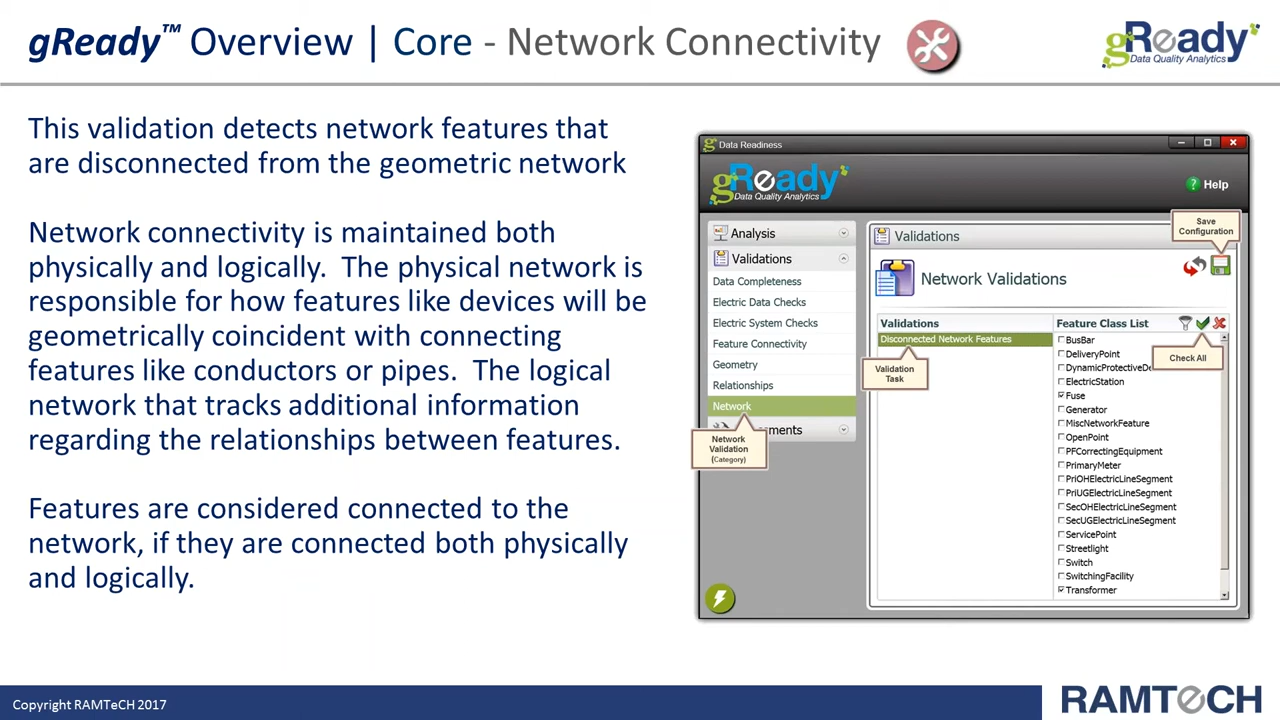 gReady™ Overview | Core - Network Connectivity
gReady
Data Quality Analytics
This validation detects network features that
are disconnected from the geometric network
Network connectivity is maintained both
physically and logically. The physical network is
responsible for how features like devices will be
geometrically coincident with connecting
features like conductors or pipes. The logical
network that tracks additional information
regarding the relationships between features.
Features are considered connected to the
network, if they are connected both physically
and logically.
g Data Readiness
gReady
Data Quality Analytics
? Help
Analysis
Validations
Data Completeness
Electric Data Checks
Electric System Checks
Feature Connectivity
Geometry
Relationships
Network
ments
Network
Validation
(Category)
Validations
Save
Configuration
Network Validations
Validations
Disconnected Network Features
Validation
Task
Feature Class List
Check All
BusBar
DeliveryPoint
DynamicProtectiveDe
ElectricStation
Fuse
Generator
MiscNetworkFeature
OpenPoint
PFCorrectingEquipment
PrimaryMeter
PriOHElectricLineSegment
PriUGElectricLineSegment
SecOHElectricLineSegment
SecUGElectricLineSegment
ServicePoint
Streetlight
Switch
SwitchingFacility
Transformer
Copyright RAMTeCH 2017
RAMTeCH